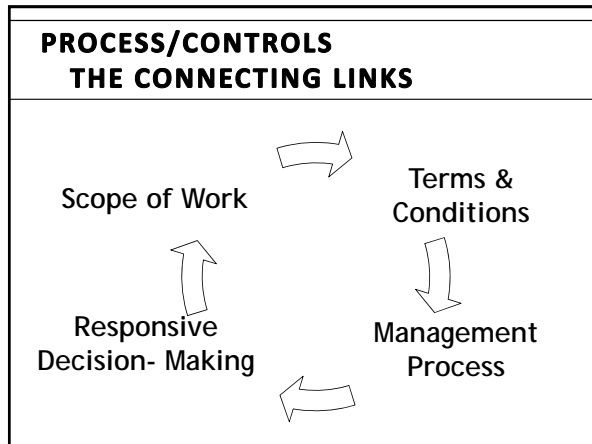 PROCESS/CONTROLS
THE CONNECTING LINKS
Scope of Work
Terms &
Conditions
Management
Process
Responsive
Decision- Making